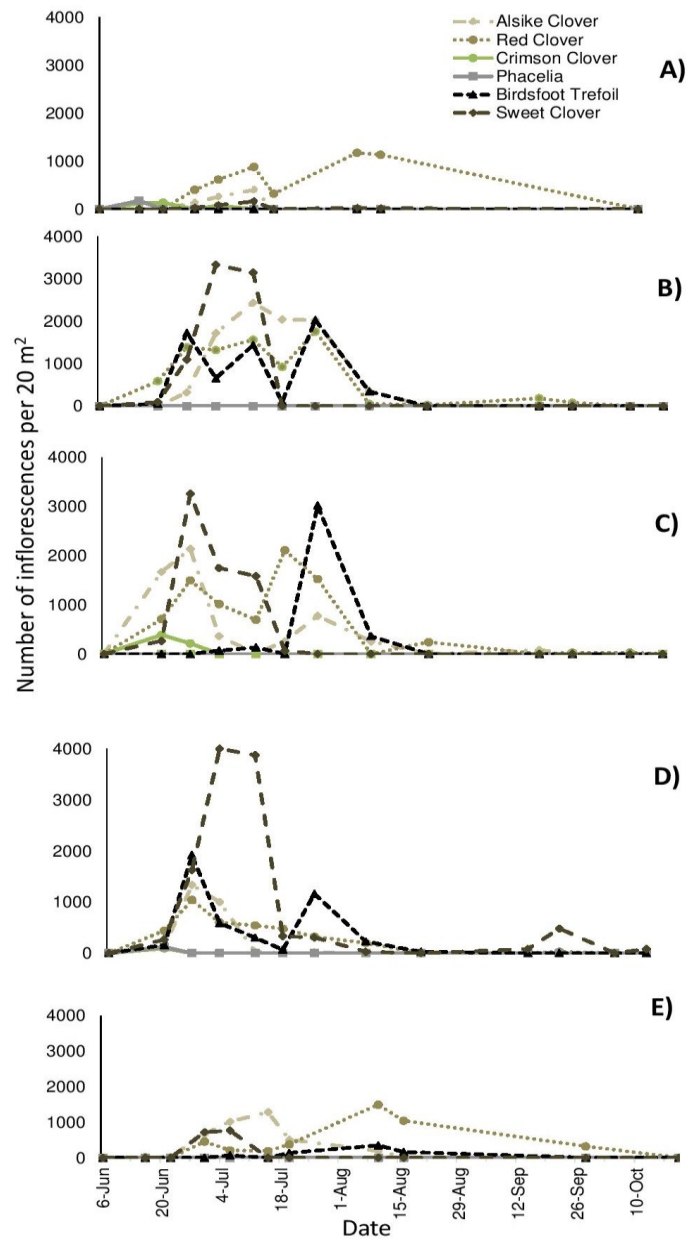 4000
3000
2000
1000
0
Alsike Clover
Red Clover
Crimson Clover
Phacelia
Birdsfoot Trefoil
Sweet Clover
A)
4000
3000
2000
1000
0
B)
Number of inflorescences per 20 m²
4000
3000
2000
1000
0
C)
4000
3000
2000
1000
0
D)
4000
3000
2000
1000
0
E)
6-Jun
20-Jun
4-Jul
18-Jul
1-Aug
15-Aug
29-Aug
12-Sep
26-Sep
10-Oct
Date